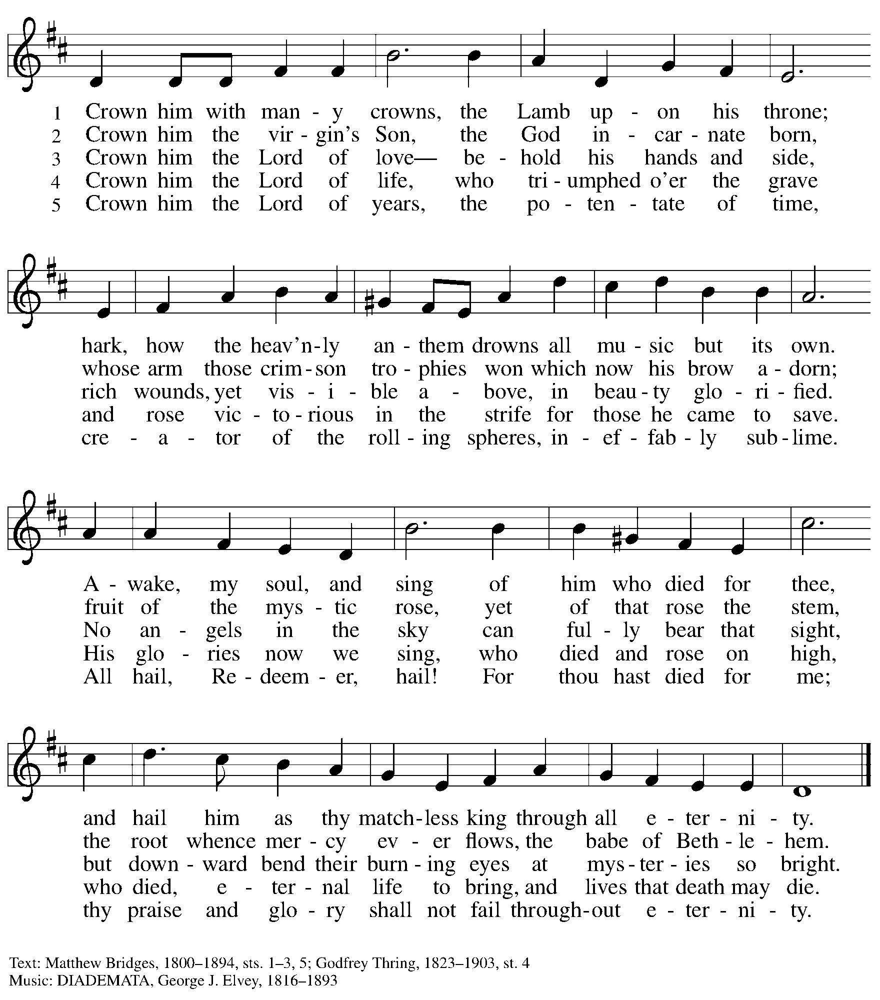 1 Crown him with man - y crowns, the Lamb up - on his throne;
2 Crown him the vir - gin's Son, the God in - car - nate born,
3 Crown him the Lord of love— be - hold his hands and side,
4 Crown him the Lord of life, who tri - umphed o'er the grave
5 Crown him the Lord of years, the po - ten - tate of time,
hark, how the heav'n - ly an - them drowns all mu - sic but its own.
whose arm those crim - son tro - phies won which now his brow a - dorn;
rich wounds, yet vis - i - ble a - bove, in beau - ty glo - ri - fied.
and rose vic - to - rious in the strife for those he came to save.
cre - a - tor of the roll - ing spheres, in - ef - fab - ly sub - lime.
A - wake, my soul, and sing of him who died for thee,
fruit of the mys - tic rose, yet of that rose the stem,
No an - gels in the sky can ful - ly bear that sight,
His glo - ries now we sing, who died and rose on high,
All hail, Re - deem - er, hail! For thou hast died for me;
and hail him as thy match - less king through all e - ter - ni - ty.
the root whence mer - cy ev - er flows, the babe of Beth - le - hem.
but down - ward bend their burn - ing eyes at mys - ter - ies so bright.
who died, e - ter - nal life to bring, and lives that death may die.
thy praise and glo - ry shall not fail through - out e - ter - ni - ty.
Text: Matthew Bridges, 1800–1894, sts. 1–3, 5; Godfrey Thring, 1823–1903, st. 4
Music: DIADEMATA, George J. Elvey, 1816–1893